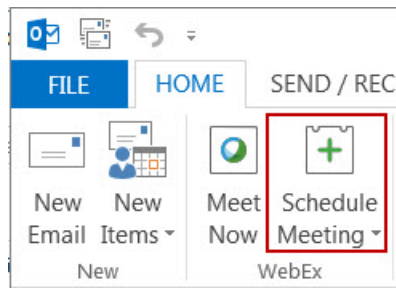 FILE HOME SEND / REC
New Email
New Items
Meet Now
Schedule Meeting
New WebEx